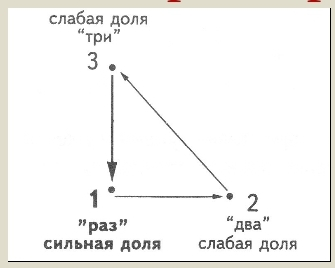 слабая доля
“три”
3
1
2
”раз”
сильная доля
“два”
слабая доля